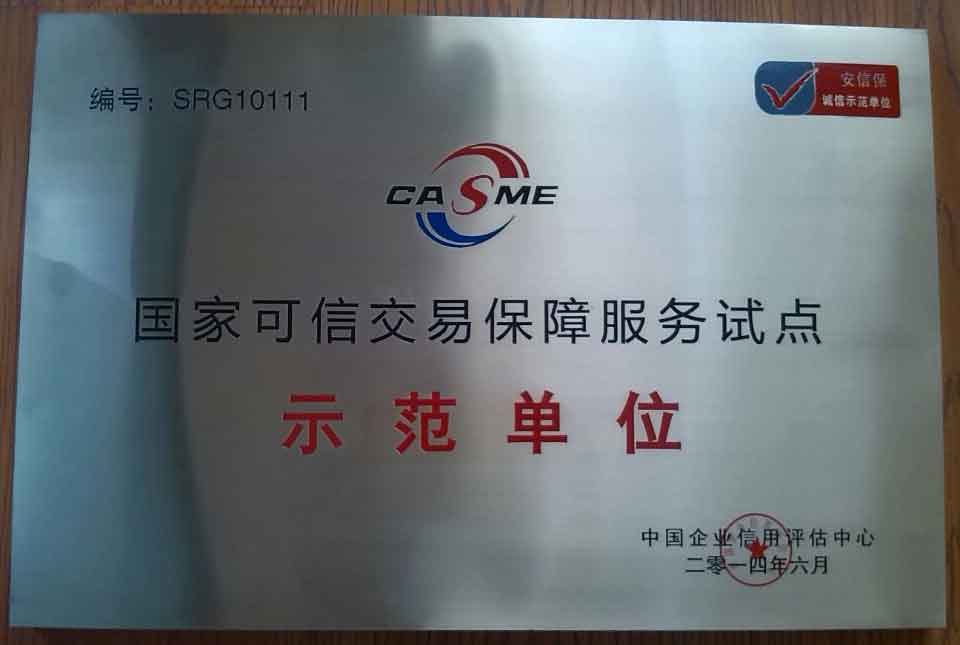 编号：SRG10111
安信保
诚信示范单位
CASME
国家可信交易保障服务试点
示范单位
中国企业信用评估中心
二零一四年六月